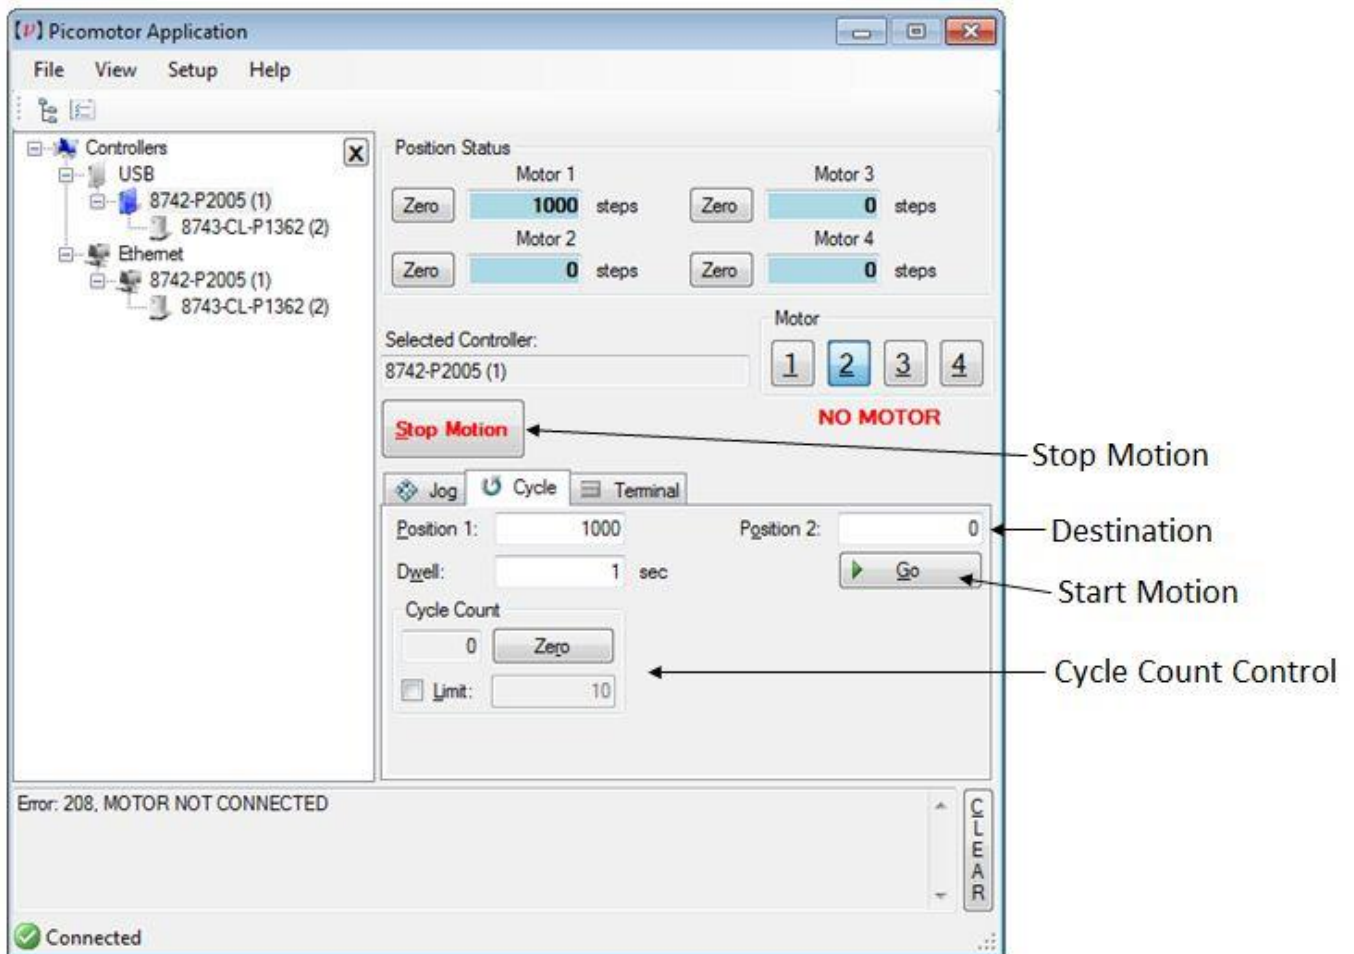 [ν] Picomotor Application
File View Setup Help
Controllers
USB
8742-P2005 (1)
8743-CL-P1362 (2)
Ethernet
8742-P2005 (1)
8743-CL-P1362 (2)
X
Position Status
Motor 1 Motor 3
Zero 1000 steps Zero 0 steps
Motor 2 Motor 4
Zero 0 steps Zero 0 steps
Motor
Selected Controller:
8742-P2005 (1)
1 2 3 4
NO MOTOR
Stop Motion
Stop Motion
Jog Cycle Terminal
Position 1: 1000 Position 2: 0
Destination
Dwell: 1 sec Go
Start Motion
Cycle Count
0 Zero
Cycle Count Control
Limit: 10
Error: 208, MOTOR NOT CONNECTED
CLEAR
Connected